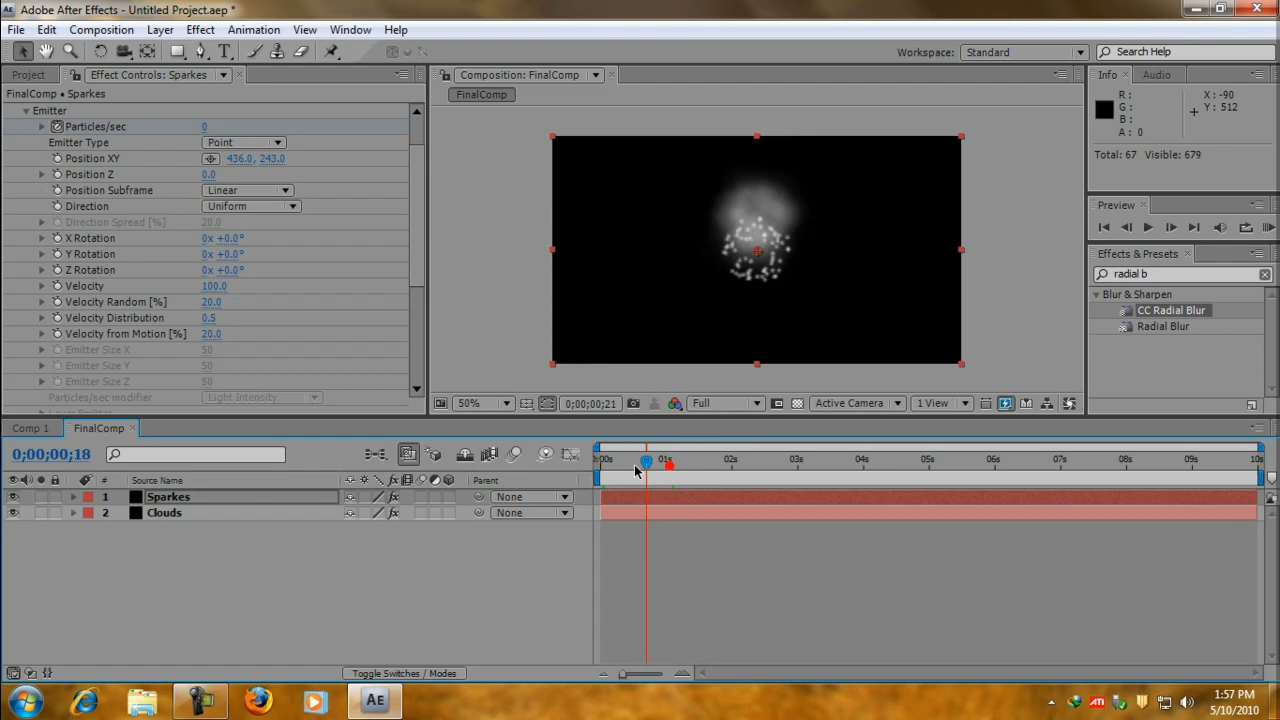 Adobe After Effects - Untitled Project.aep *
File Edit Composition Layer Effect Animation View Window Help
Workspace: Standard Search Help
Project Effect Controls: Sparkes
Composition: FinalComp
Info Audio
FinalComp • Sparkes
FinalComp
Emitter
Particles/sec 0
Emitter Type Point
Position XY 436.0, 243.0
Position Z 0.0
Position Subframe Linear
Direction Uniform
Direction Spread [%] 20.0
X Rotation 0x +0.0°
Y Rotation 0x +0.0°
Z Rotation 0x +0.0°
Velocity 100.0
Velocity Random [%] 20.0
Velocity Distribution 0.5
Velocity from Motion [%] 20.0
Emitter Size X 50
Emitter Size Y 50
Emitter Size Z 50
Particles/sec modifier Light Intensity
50% 0;00;00;21 Full Active Camera 1 View
R: X: -90
G: Y: 512
B:
A: 0
Total: 67 Visible: 679
Preview
Effects & Presets
radial b
Blur & Sharpen
CC Radial Blur
Radial Blur
Comp 1 FinalComp
0;00;00;18
:00s 01s 02s 03s 04s 05s 06s 07s 08s 09s 10s
# Source Name Parent
1 Sparkes None
2 Clouds None
Toggle Switches / Modes
AE
ATI
1:57 PM
5/10/2010